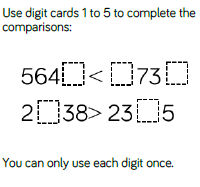 Use digit cards 1 to 5 to complete the
comparisons:
564□< □73□
2□38> 23□5
You can only use each digit once.